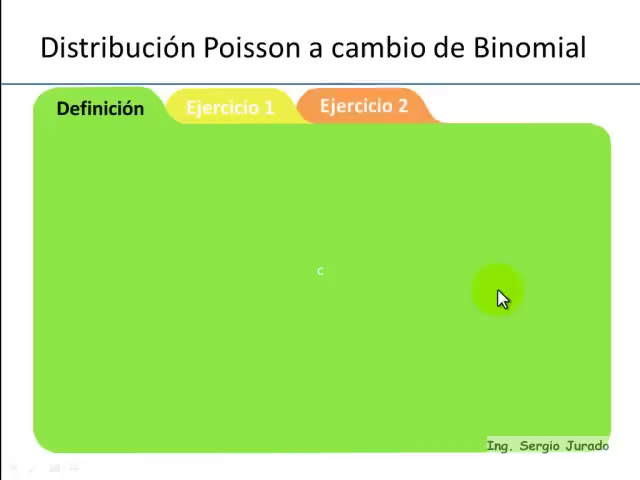 Distribución Poisson a cambio de Binomial
Definición
Ejercicio 1
Ejercicio 2
c
Ing. Sergio Jurado